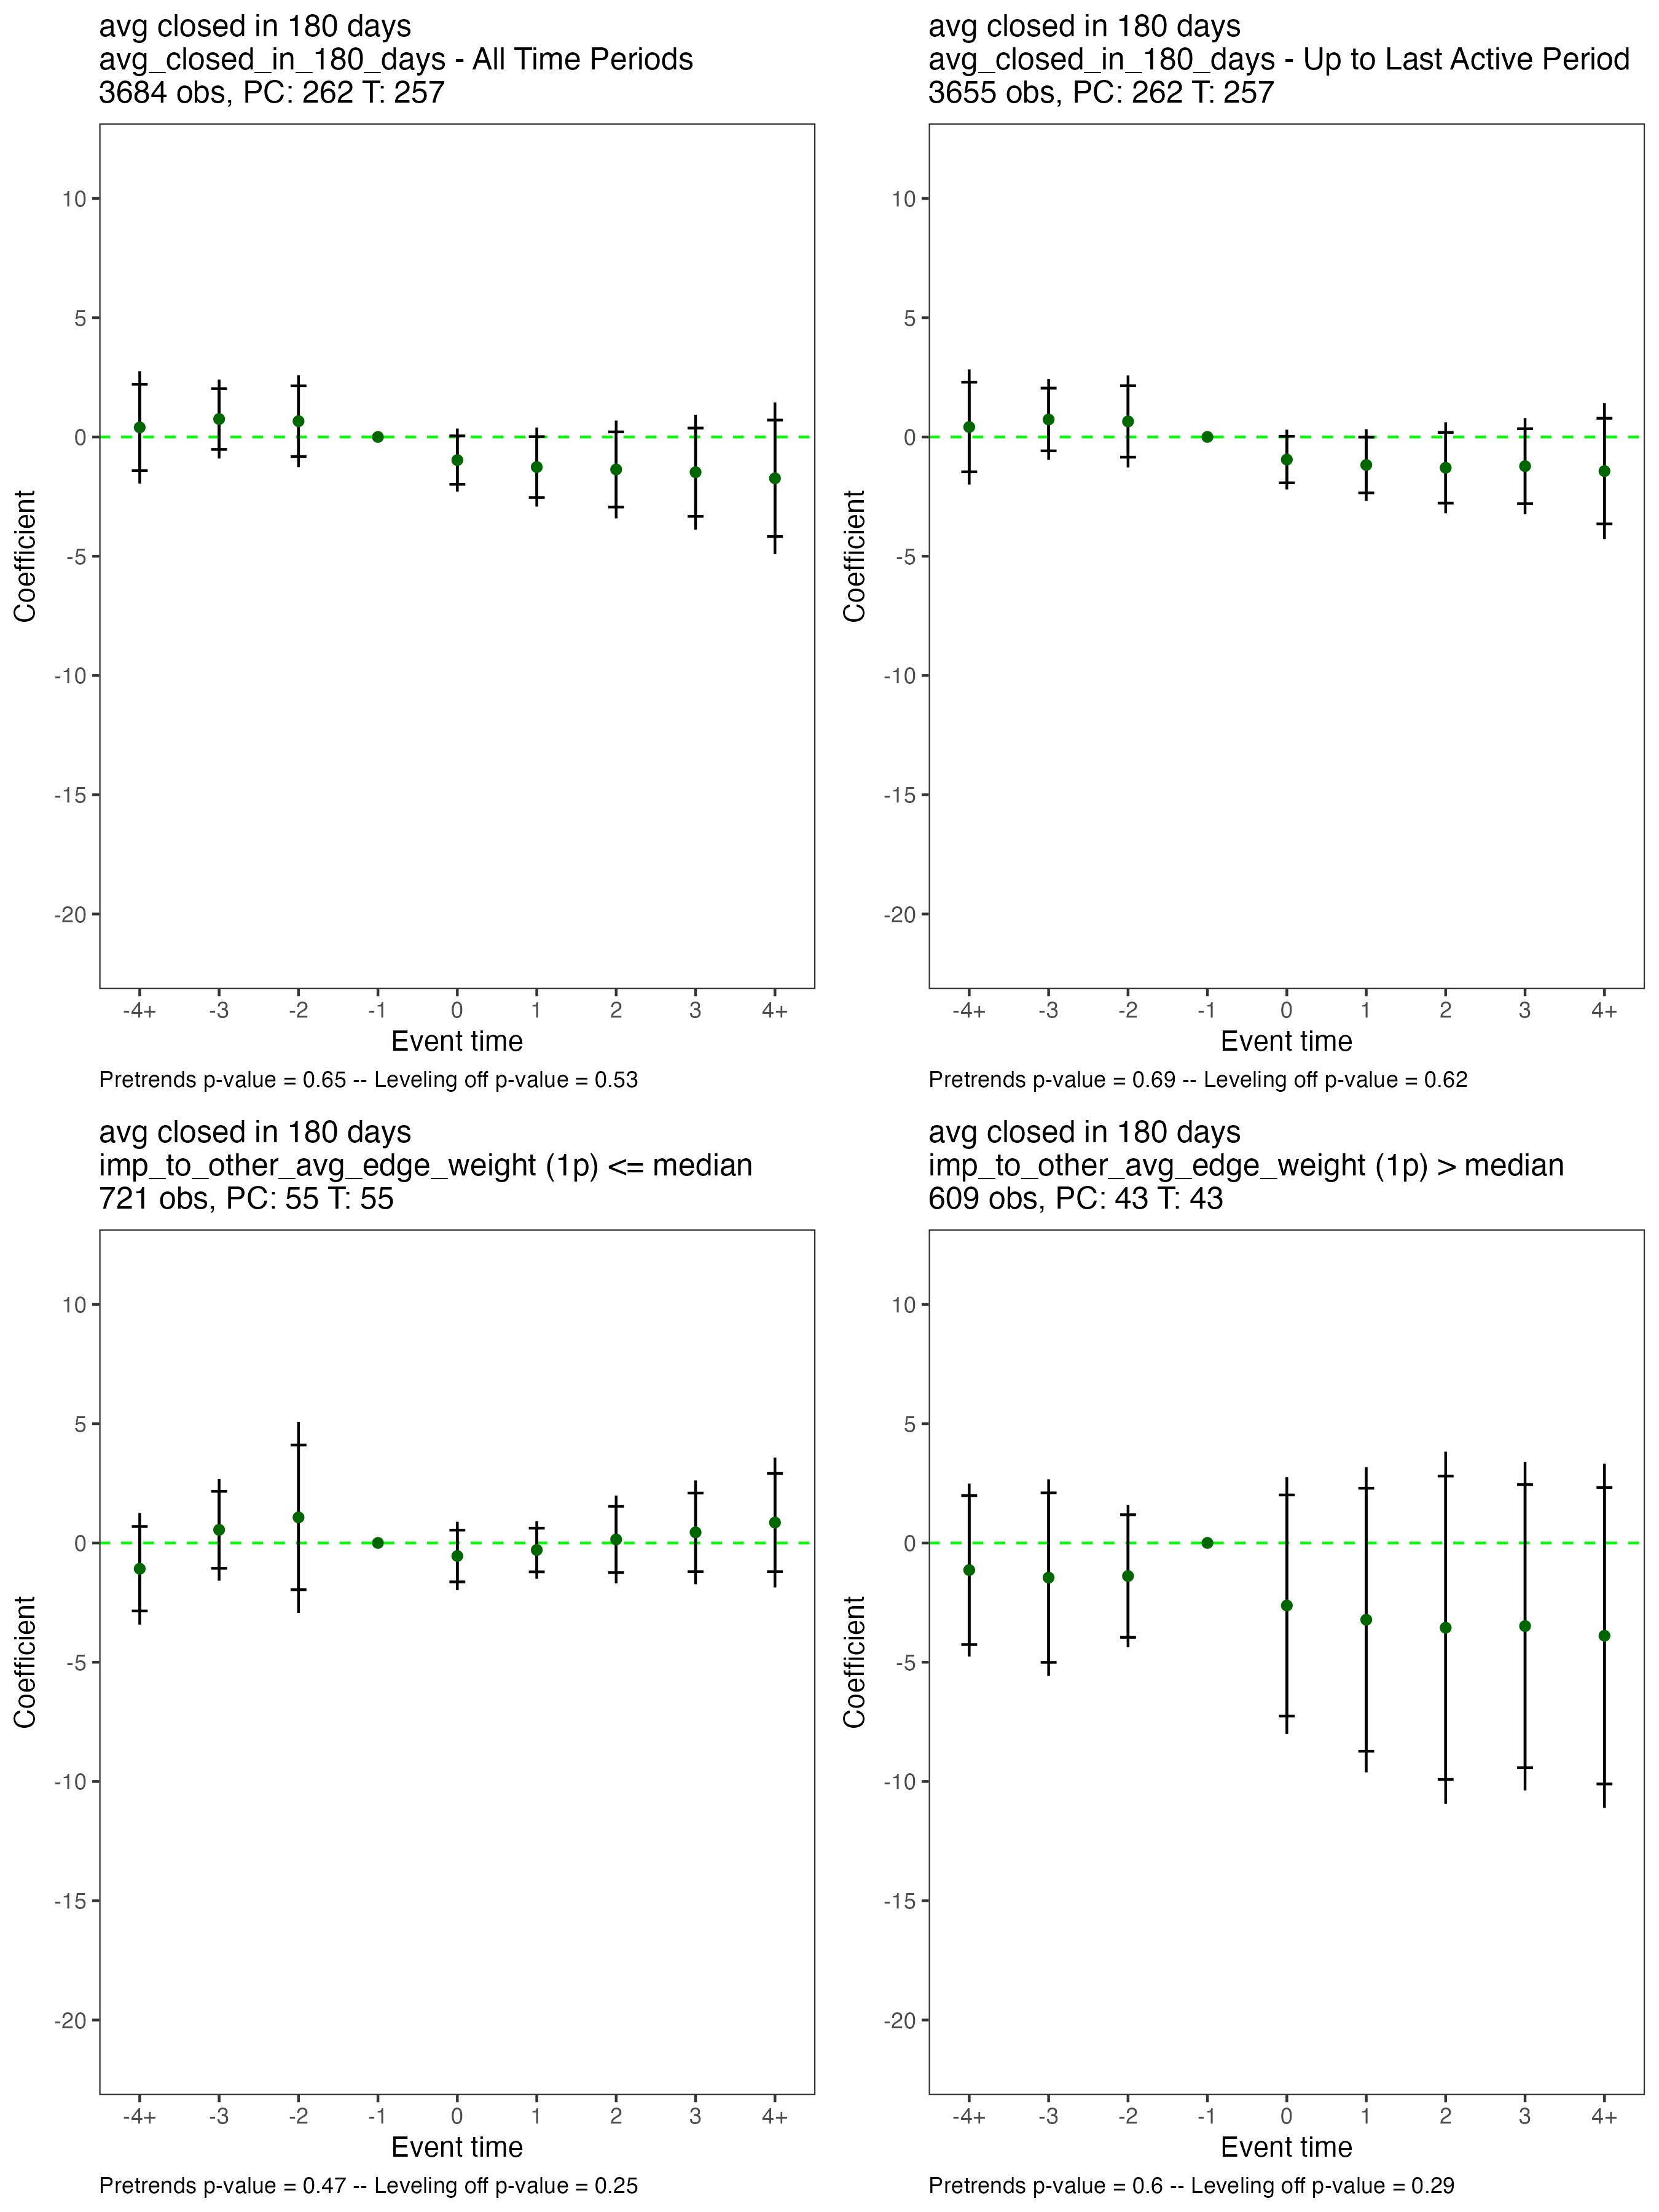 avg closed in 180 days
avg_closed_in_180_days - All Time Periods
3684 obs, PC: 262 T: 257
10
5
0
-5
-10
-15
-20
Coefficient
-4+ -3 -2 -1 0 1 2 3 4+
Event time
Pretrends p-value = 0.65 -- Leveling off p-value = 0.53
avg closed in 180 days
avg_closed_in_180_days - Up to Last Active Period
3655 obs, PC: 262 T: 257
10
5
0
-5
-10
-15
-20
Coefficient
-4+ -3 -2 -1 0 1 2 3 4+
Event time
Pretrends p-value = 0.69 -- Leveling off p-value = 0.62
avg closed in 180 days
imp_to_other_avg_edge_weight (1p) <= median
721 obs, PC: 55 T: 55
10
5
0
-5
-10
-15
-20
Coefficient
-4+ -3 -2 -1 0 1 2 3 4+
Event time
Pretrends p-value = 0.47 -- Leveling off p-value = 0.25
avg closed in 180 days
imp_to_other_avg_edge_weight (1p) > median
609 obs, PC: 43 T: 43
10
5
0
-5
-10
-15
-20
Coefficient
-4+ -3 -2 -1 0 1 2 3 4+
Event time
Pretrends p-value = 0.6 -- Leveling off p-value = 0.29